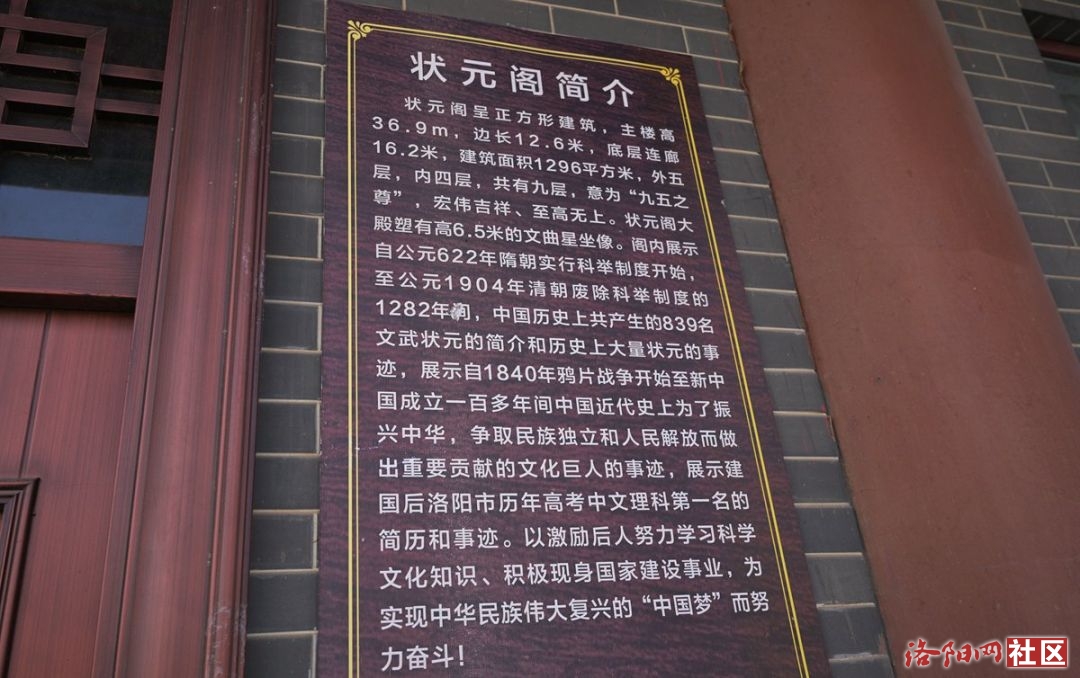 状元阁简介
状元阁呈正方形建筑，主楼高
36.9m，边长12.6米，底层连廊
16.2米，建筑面积1296平方米，外五
层，内四层，共有九层，意为“九五之
尊”，宏伟吉祥、至高无上。状元阁大
殿塑有高6.5米的文曲星坐像。阁内展示
自公元622年隋朝实行科举制度开始，
至公元1904年清朝废除科举制度的
1282年间，中国历史上共产生的839名
文武状元的简介和历史上大量状元的事
迹，展示自1840年鸦片战争开始至新中
国成立一百多年间中国近代史上为了振
兴中华，争取民族独立和人民解放而做
出重要贡献的文化巨人的事迹，展示建
国后洛阳市历年高考中文理科第一名的
简历和事迹。以激励后人努力学习科学
文化知识、积极现身国家建设事业，为
实现中华民族伟大复兴的“中国梦”而努
力奋斗！
洛阳网社区